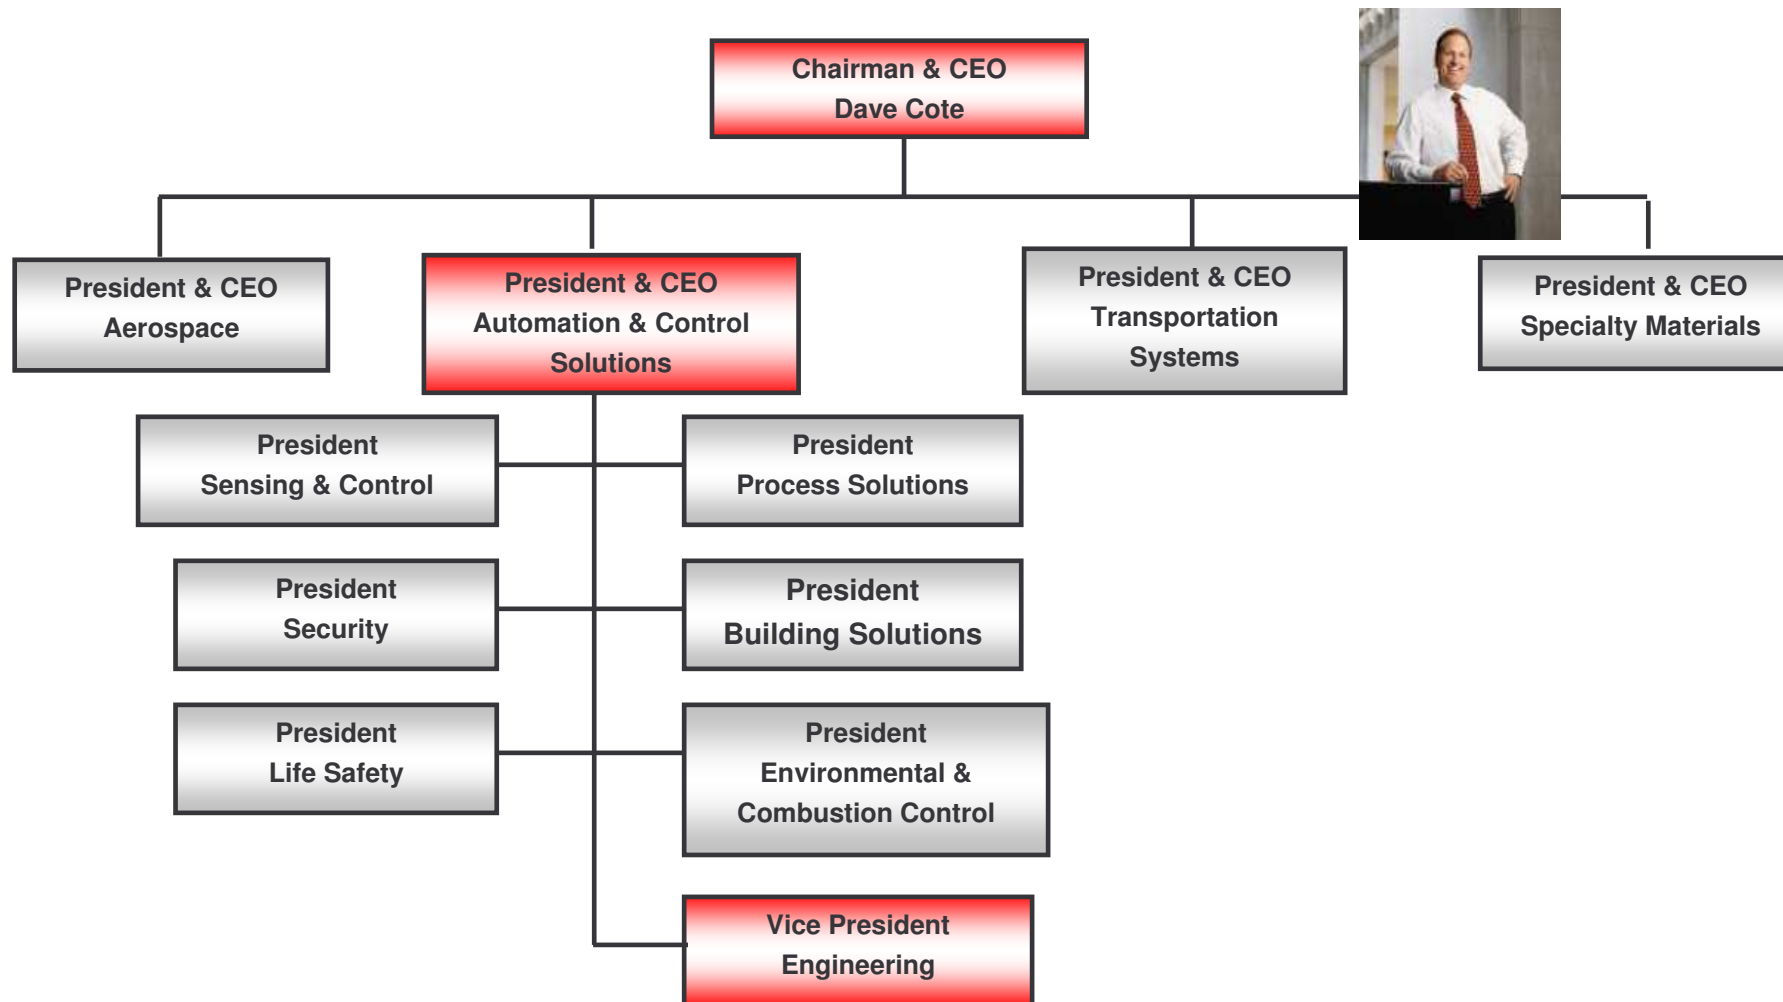 Chairman & CEO
Dave Cote
President & CEO
Aerospace
President & CEO
Automation & Control
Solutions
President & CEO
Transportation
Systems
President & CEO
Specialty Materials
President
Sensing & Control
President
Process Solutions
President
Security
President
Building Solutions
President
Life Safety
President
Environmental &
Combustion Control
Vice President
Engineering